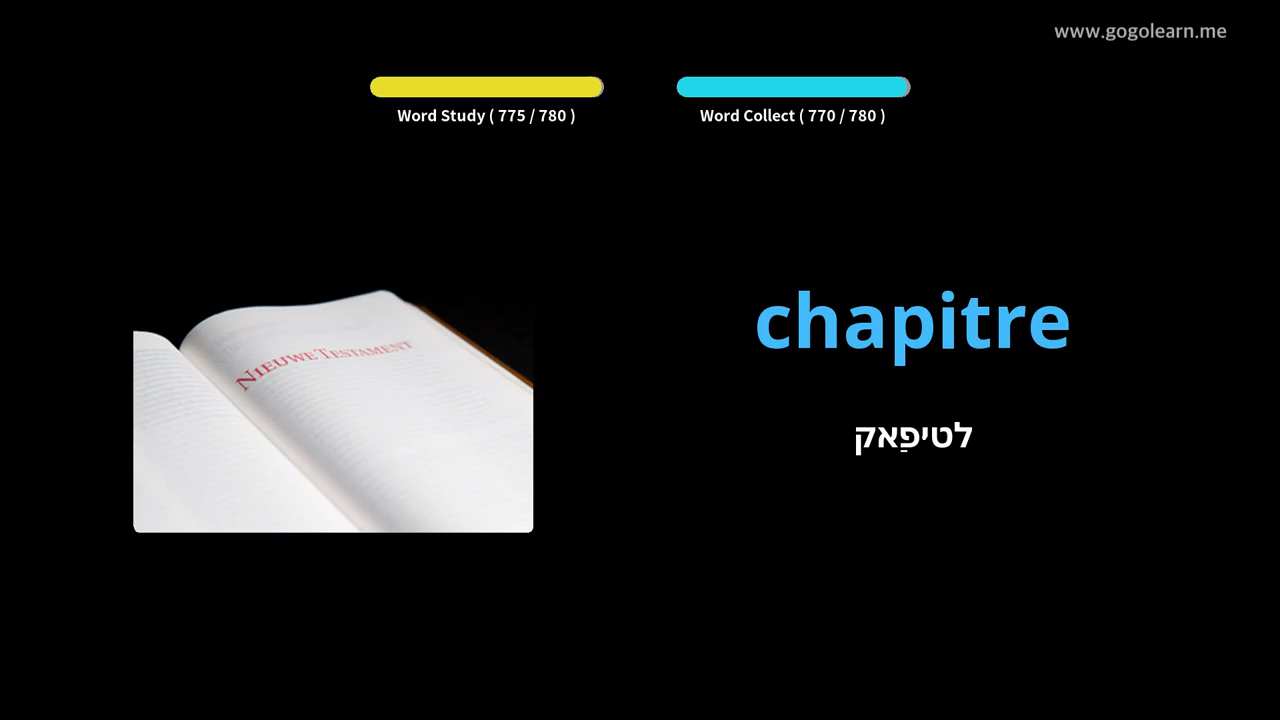 www.gogolearn.me
Word Study ( 775 / 780 )
Word Collect ( 770 / 780 )
NIEUWE TESTAMENT
chapitre
לטיפַאק